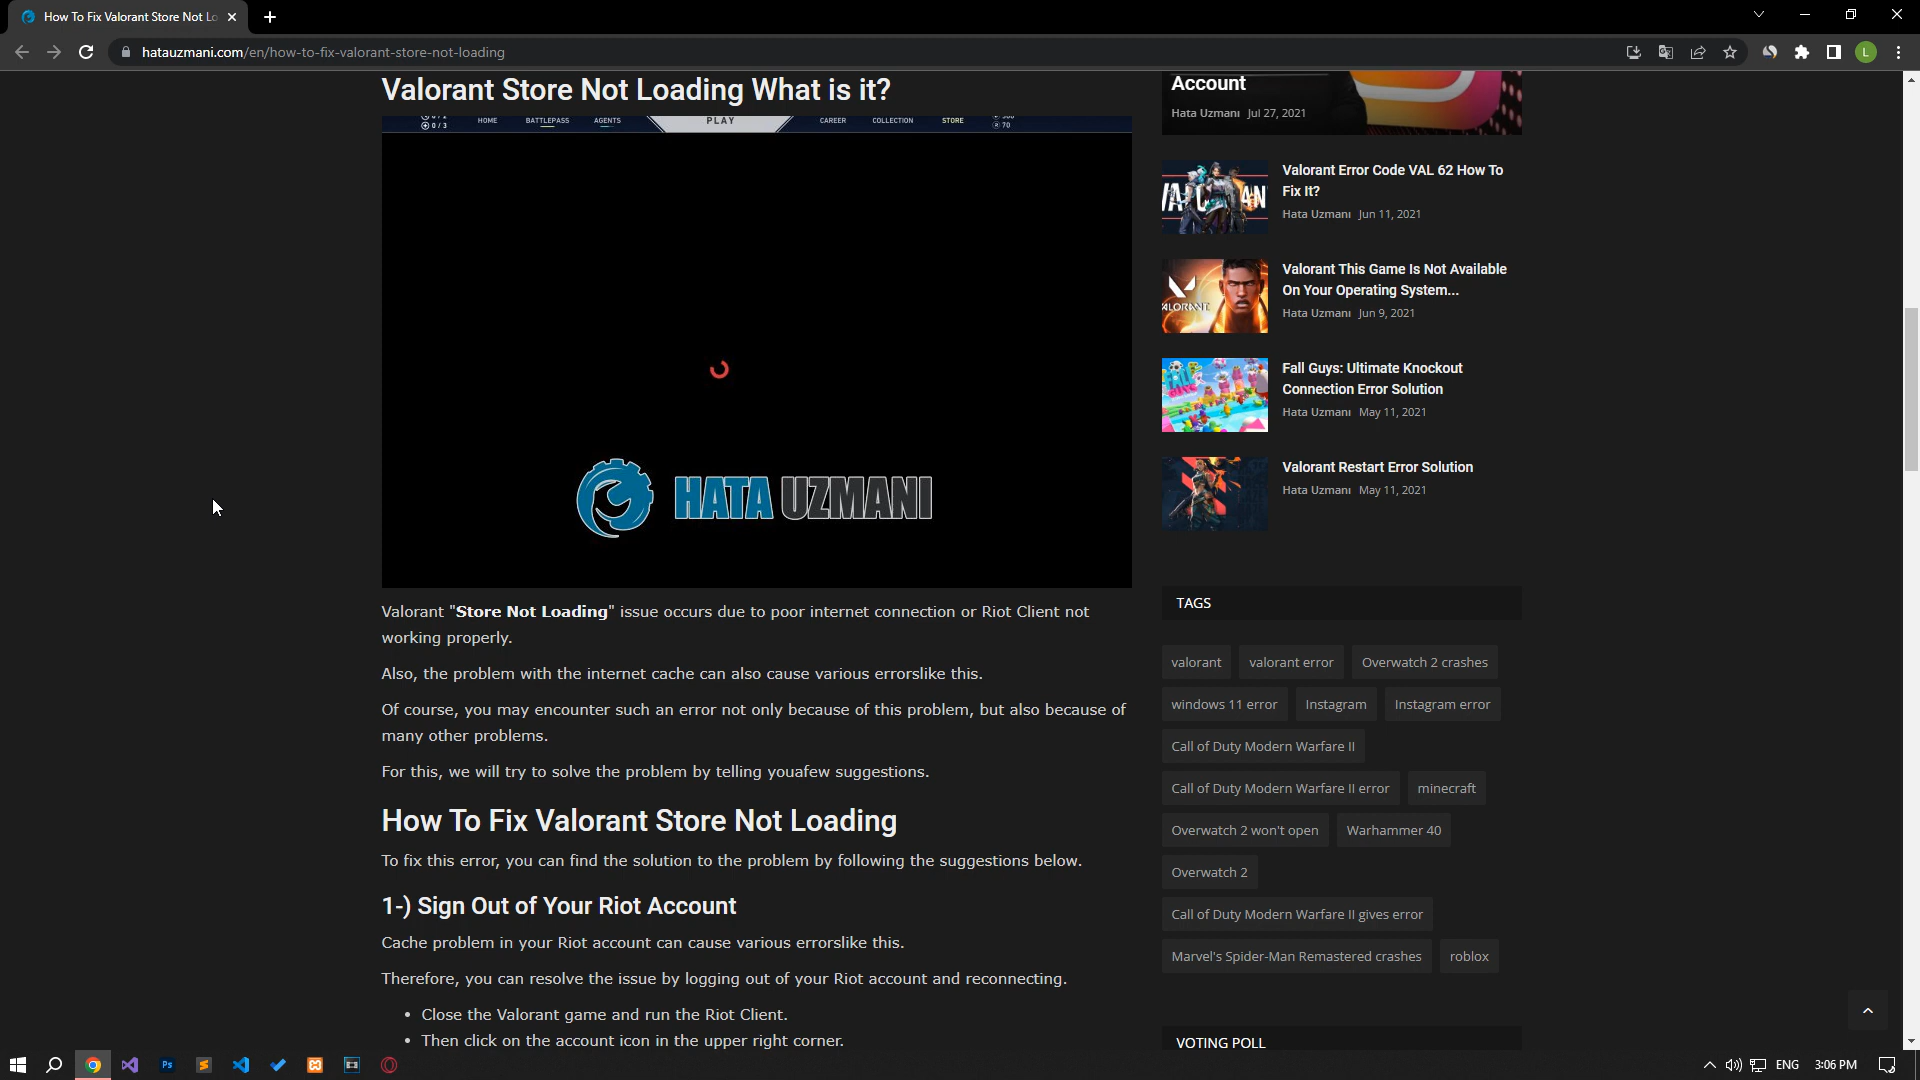 How To Fix Valorant Store Not Lo
hatauzmani.com/en/how-to-fix-valorant-store-not-loading
L
Valorant Store Not Loading What is it?
0 / 3
HOME
BATTLEPASS
AGENTS
PLAY
CAREER
COLLECTION
STORE
70
HATA UZMANI
Valorant "Store Not Loading" issue occurs due to poor internet connection or Riot Client not
working properly.
Also, the problem with the internet cache can also cause various errorslike this.
Of course, you may encounter such an error not only because of this problem, but also because of
many other problems.
For this, we will try to solve the problem by telling youafew suggestions.
How To Fix Valorant Store Not Loading
To fix this error, you can find the solution to the problem by following the suggestions below.
1-) Sign Out of Your Riot Account
Cache problem in your Riot account can cause various errorslike this.
Therefore, you can resolve the issue by logging out of your Riot account and reconnecting.
• Close the Valorant game and run the Riot Client.
• Then click on the account icon in the upper right corner.
Account
Hata Uzmanı Jul 27, 2021
Valorant Error Code VAL 62 How To
Fix It?
Hata Uzmanı Jun 11, 2021
VALORANT
Valorant This Game Is Not Available
On Your Operating System...
Hata Uzmanı Jun 9, 2021
FALL GUYS
Fall Guys: Ultimate Knockout
Connection Error Solution
Hata Uzmanı May 11, 2021
Valorant Restart Error Solution
Hata Uzmanı May 11, 2021
TAGS
valorant
valorant error
Overwatch 2 crashes
windows 11 error
Instagram
Instagram error
Call of Duty Modern Warfare II
Call of Duty Modern Warfare II error
minecraft
Overwatch 2 won't open
Warhammer 40
Overwatch 2
Call of Duty Modern Warfare II gives error
Marvel's Spider-Man Remastered crashes
roblox
VOTING POLL
Ps
ENG
3:06 PM